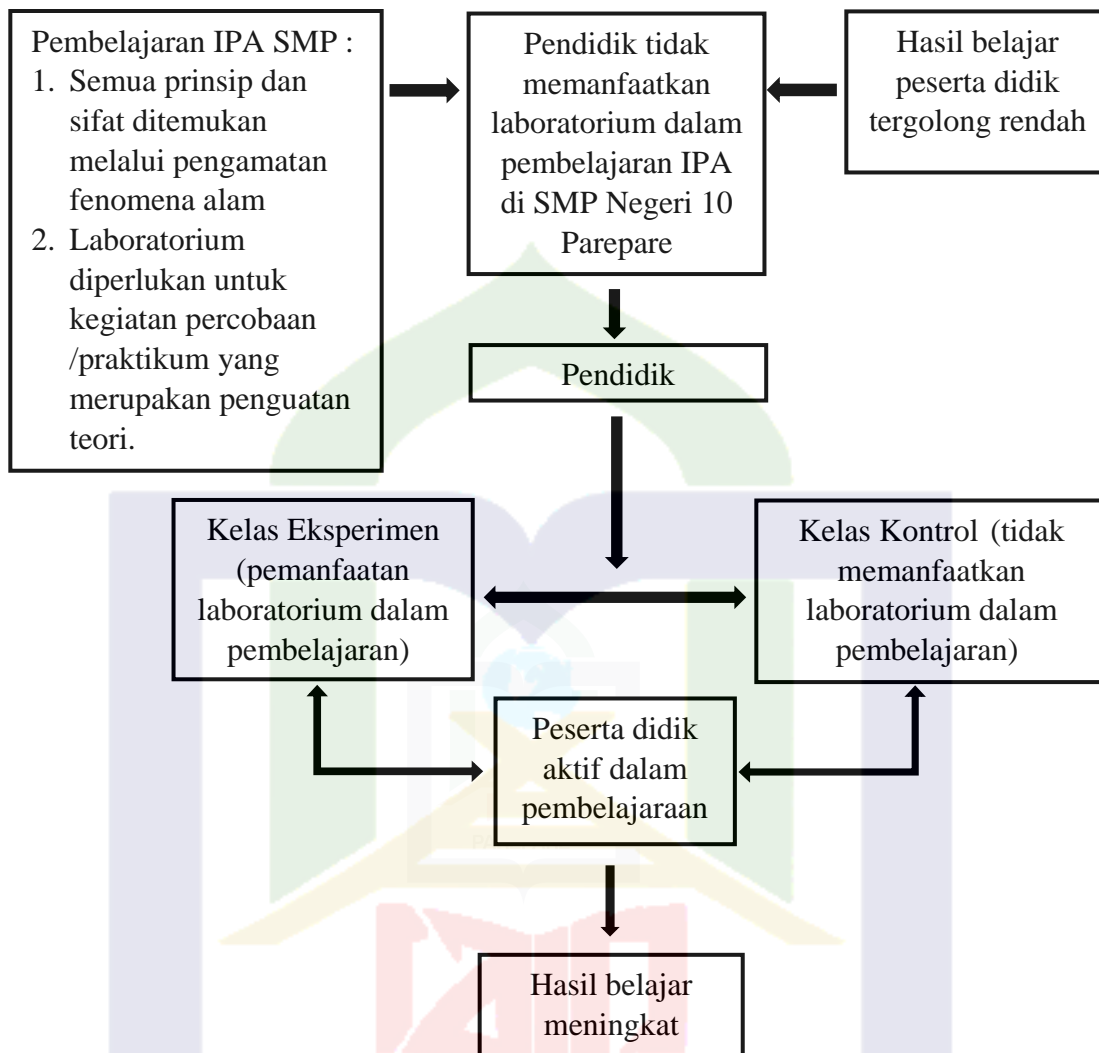 Pembelajaran IPA SMP :
1. Semua prinsip dan
sifat ditemukan
melalui pengamatan
fenomena alam
2. Laboratorium
diperlukan untuk
kegiatan percobaan
/praktikum yang
merupakan penguatan
teori.
Pendidik tidak
memanfaatkan
laboratorium dalam
pembelajaran IPA
di SMP Negeri 10
Parepare
Hasil belajar
peserta didik
tergolong rendah
Pendidik
Kelas Eksperimen
(pemanfaatan
laboratorium dalam
pembelajaran)
Kelas Kontrol (tidak
memanfaatkan
laboratorium dalam
pembelajaran)
Peserta didik
aktif dalam
pembelajaraan
Hasil belajar
meningkat